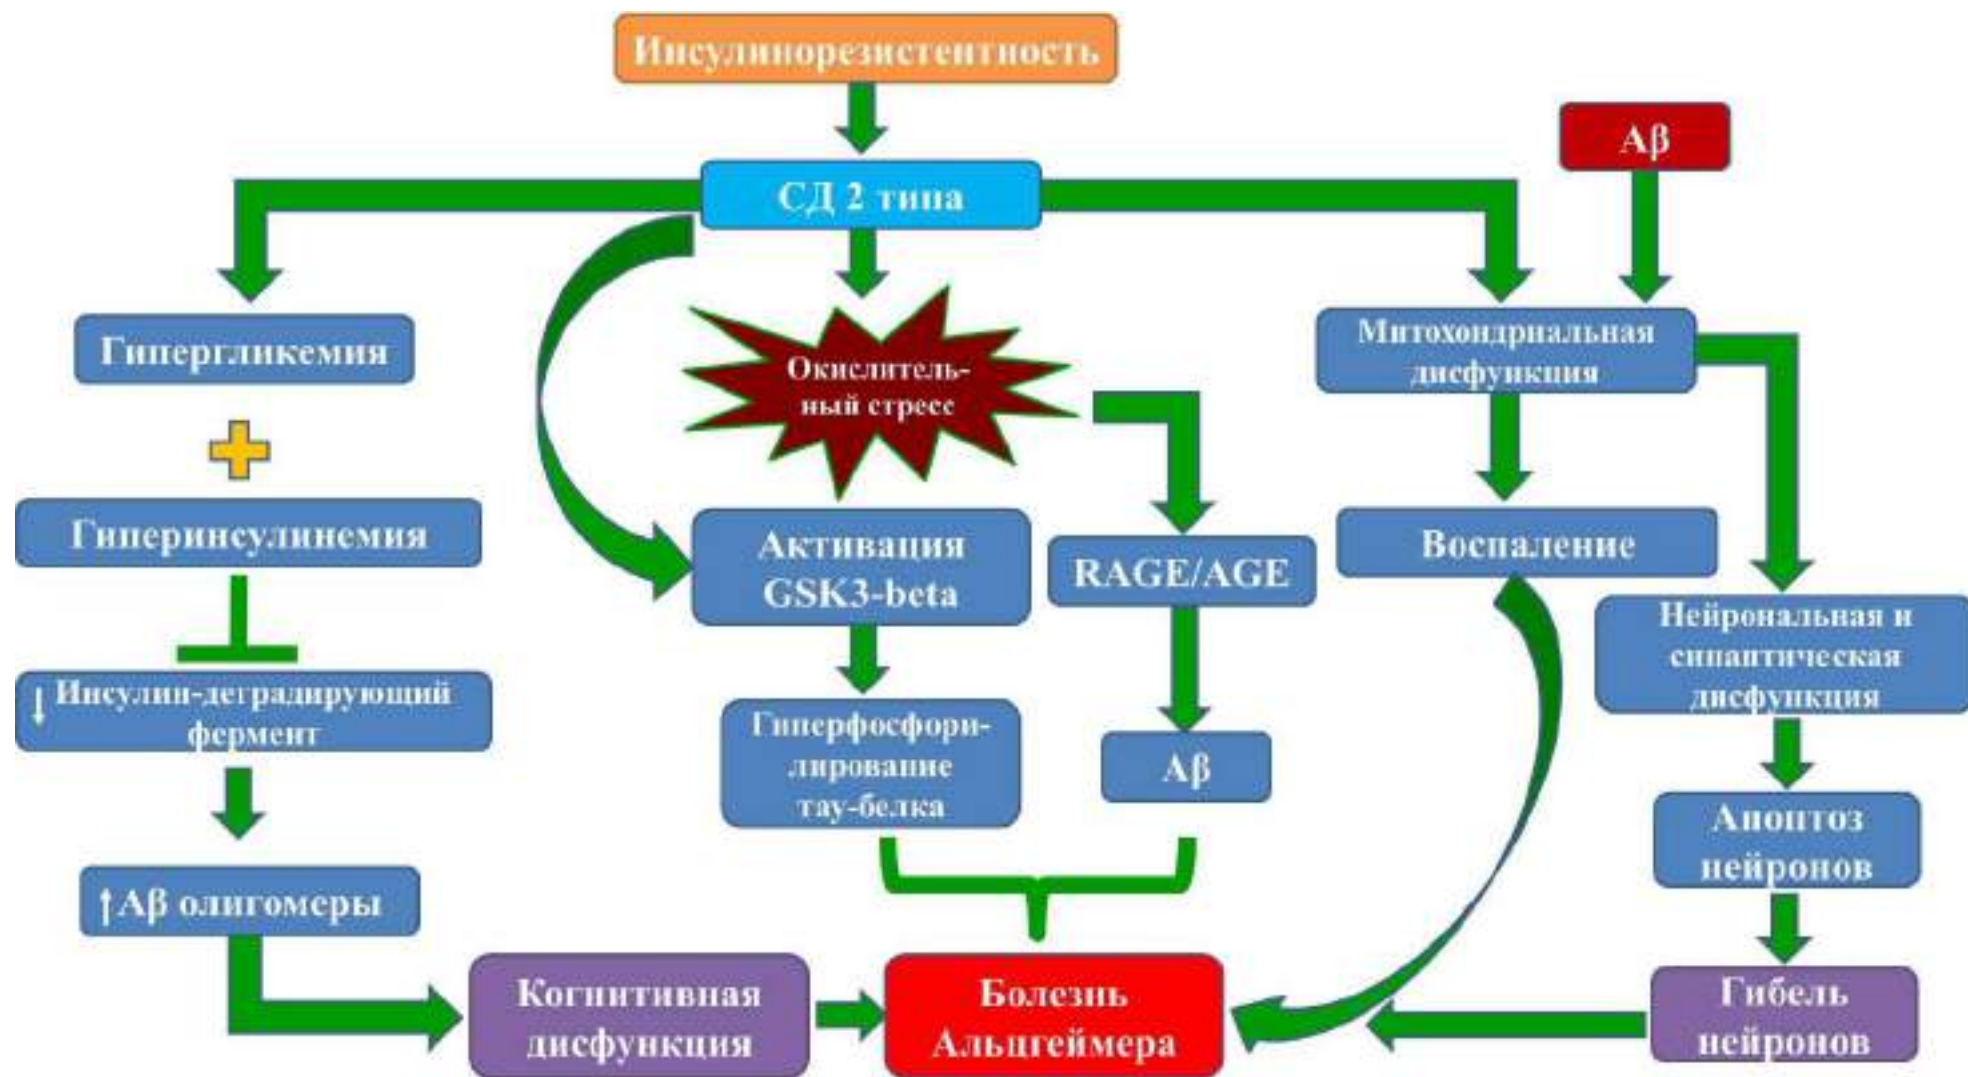 Инсулинорезистентность
Aβ
СД 2 типа
Гипергликемия
Окислитель-
ный стресс
Митохондриальная
дисфункция
Гиперинсулинемия
Активация
GSK3-beta
RAGE/AGE
Воспаление
Нейрональная и
синаптическая
дисфункция
↓ Инсулин-деградирующий
фермент
Гиперфосфори-
лирование
тау-белка
Aβ
Апоптоз
нейронов
↑Aβ олигомеры
Когнитивная
дисфункция
Болезнь
Альцгеймера
Гибель
нейронов